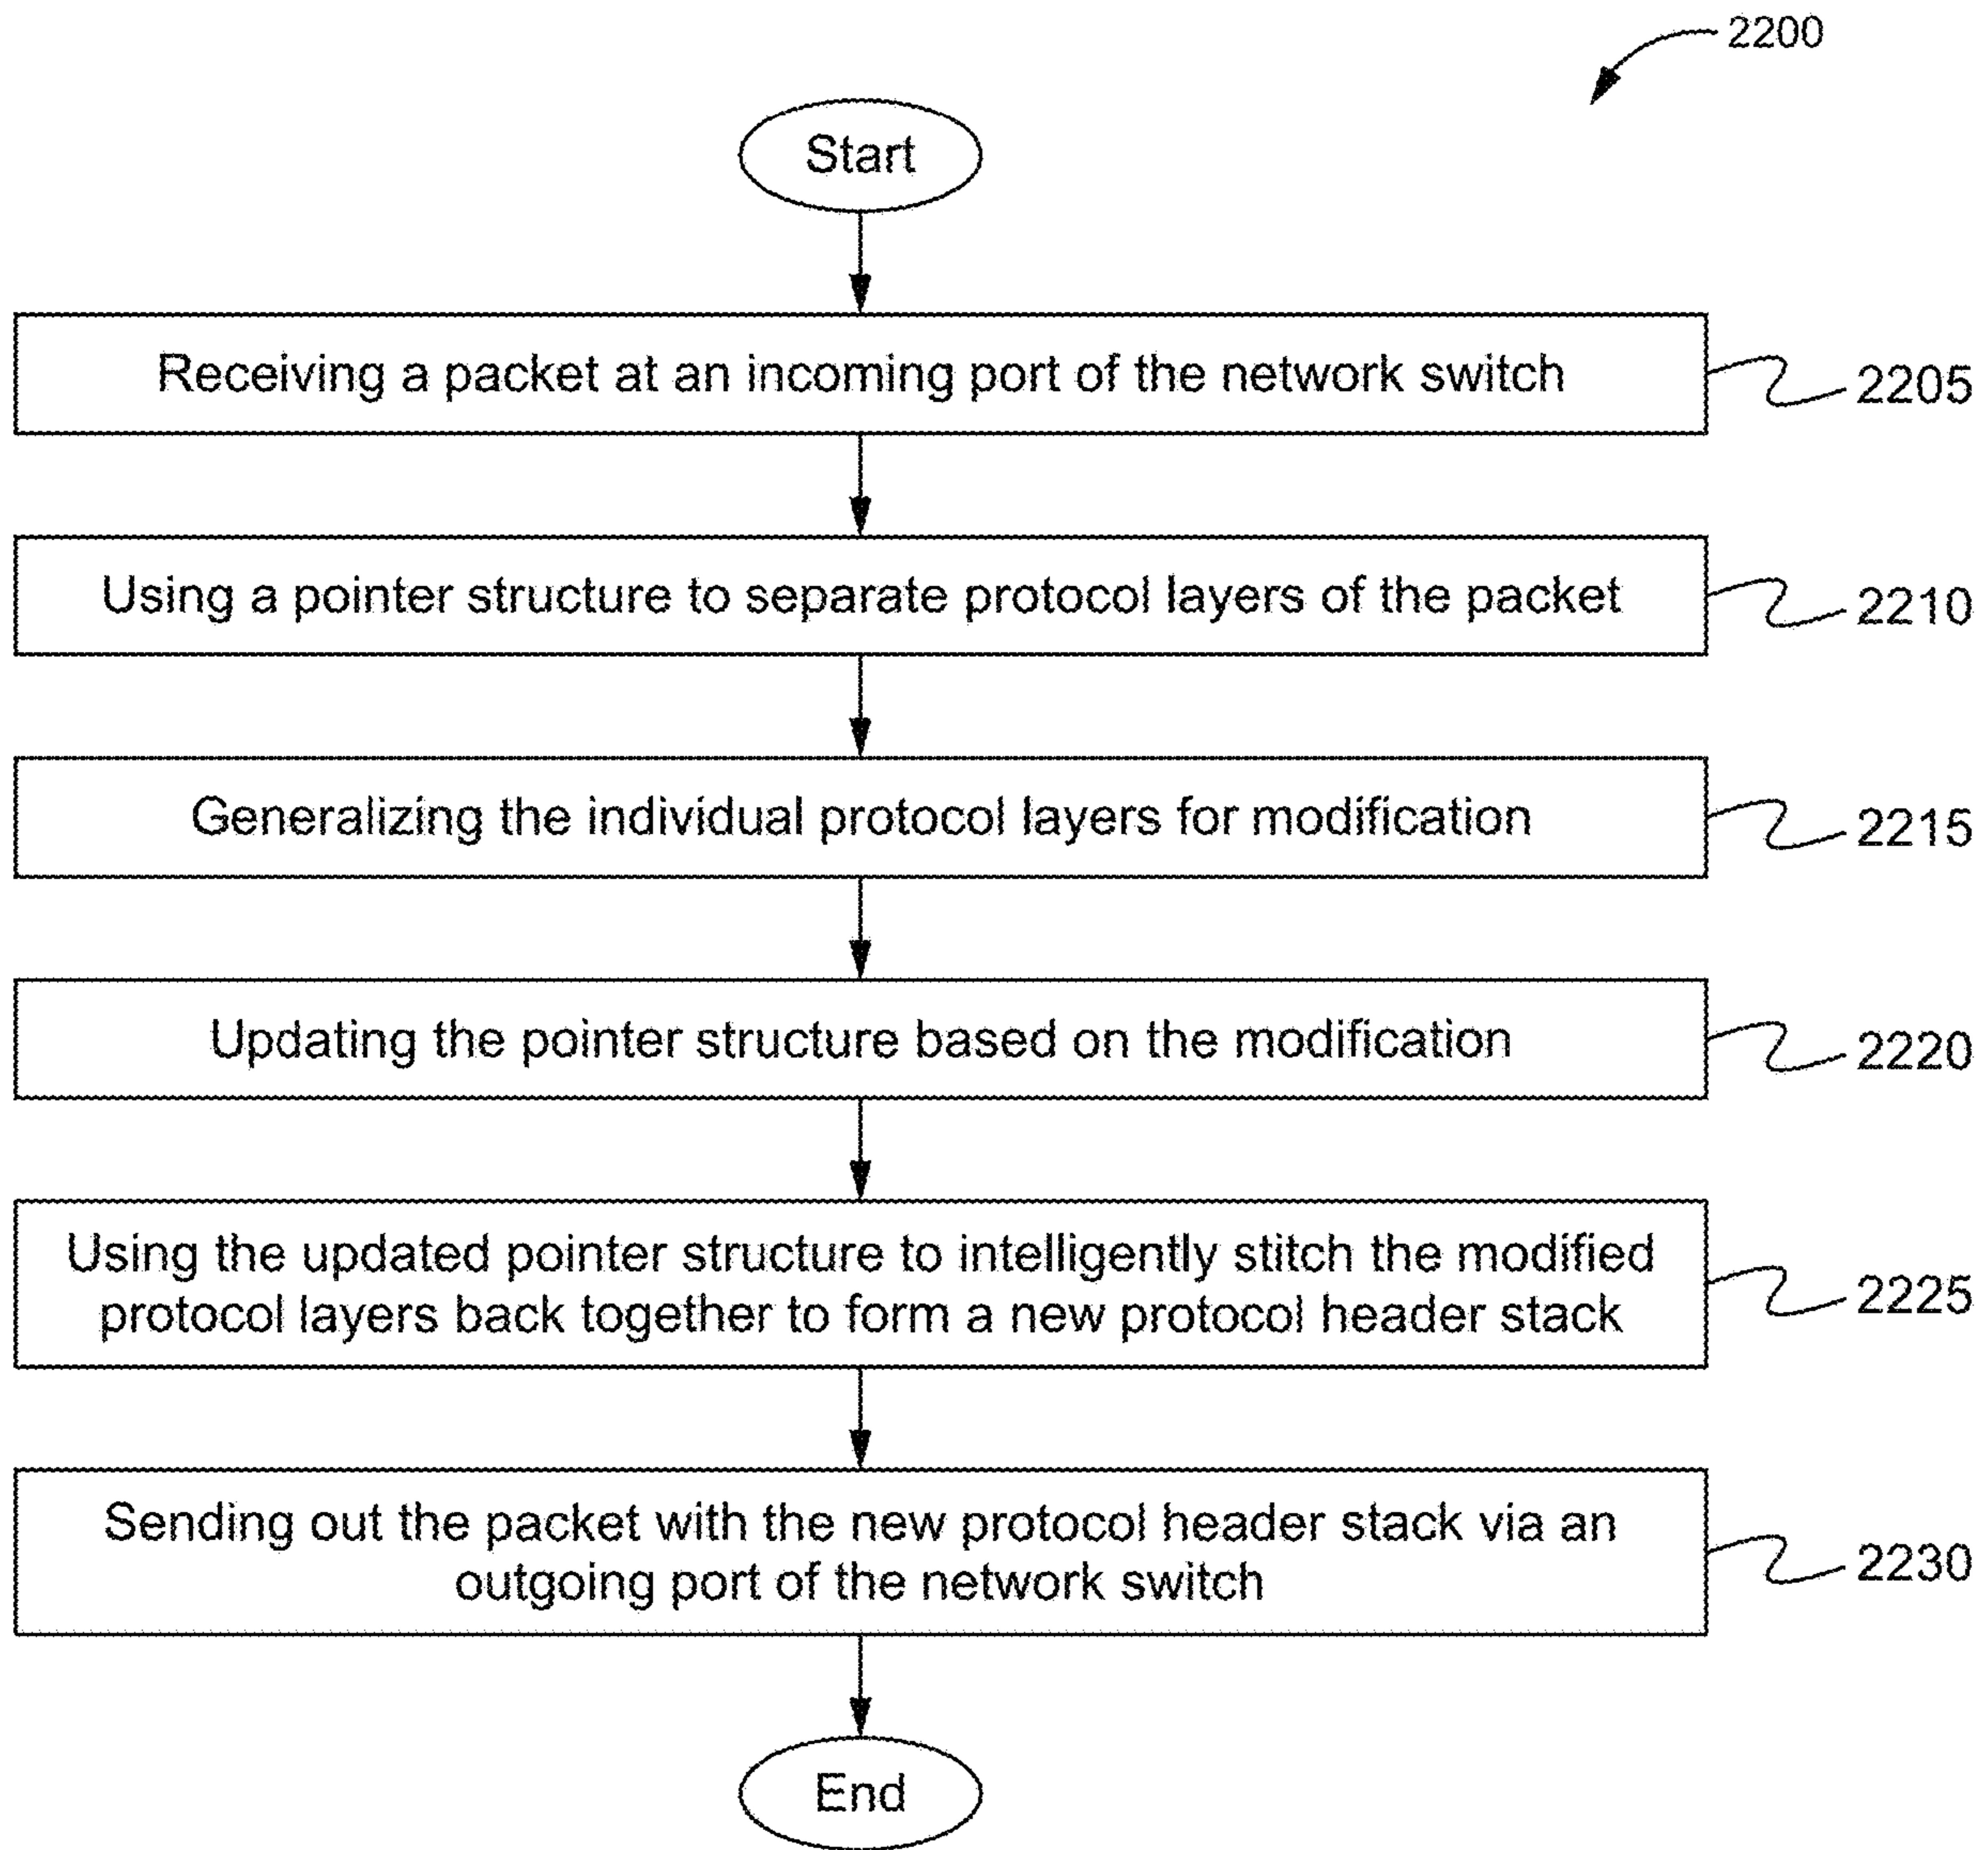 2200
Start
Receiving a packet at an incoming port of the network switch
2205
Using a pointer structure to separate protocol layers of the packet
2210
Generalizing the individual protocol layers for modification
2215
Updating the pointer structure based on the modification
2220
Using the updated pointer structure to intelligently stitch the modified
protocol layers back together to form a new protocol header stack
2225
Sending out the packet with the new protocol header stack via an
outgoing port of the network switch
2230
End